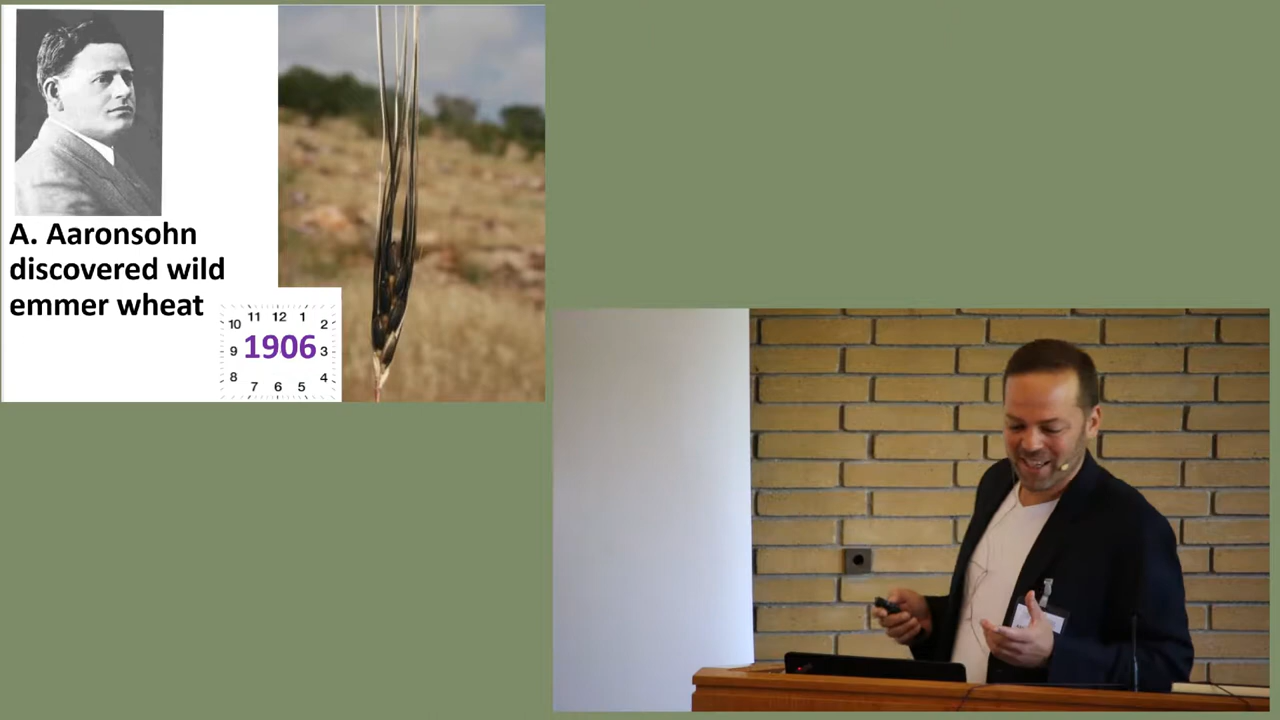 A. Aaronsohn
discovered wild
emmer wheat
10 11 12 1 2
9 1906 3
8 7 6 5 4